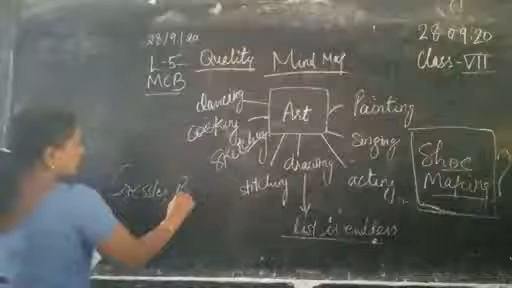 28/9/20
L-5
MCB
Quality Mind Map
28 09 20
Class-VII
Art
dancing
cooking
sketching
stitching
drawing
acting
Singing
Painting
list is endless
Shoe
Making
?